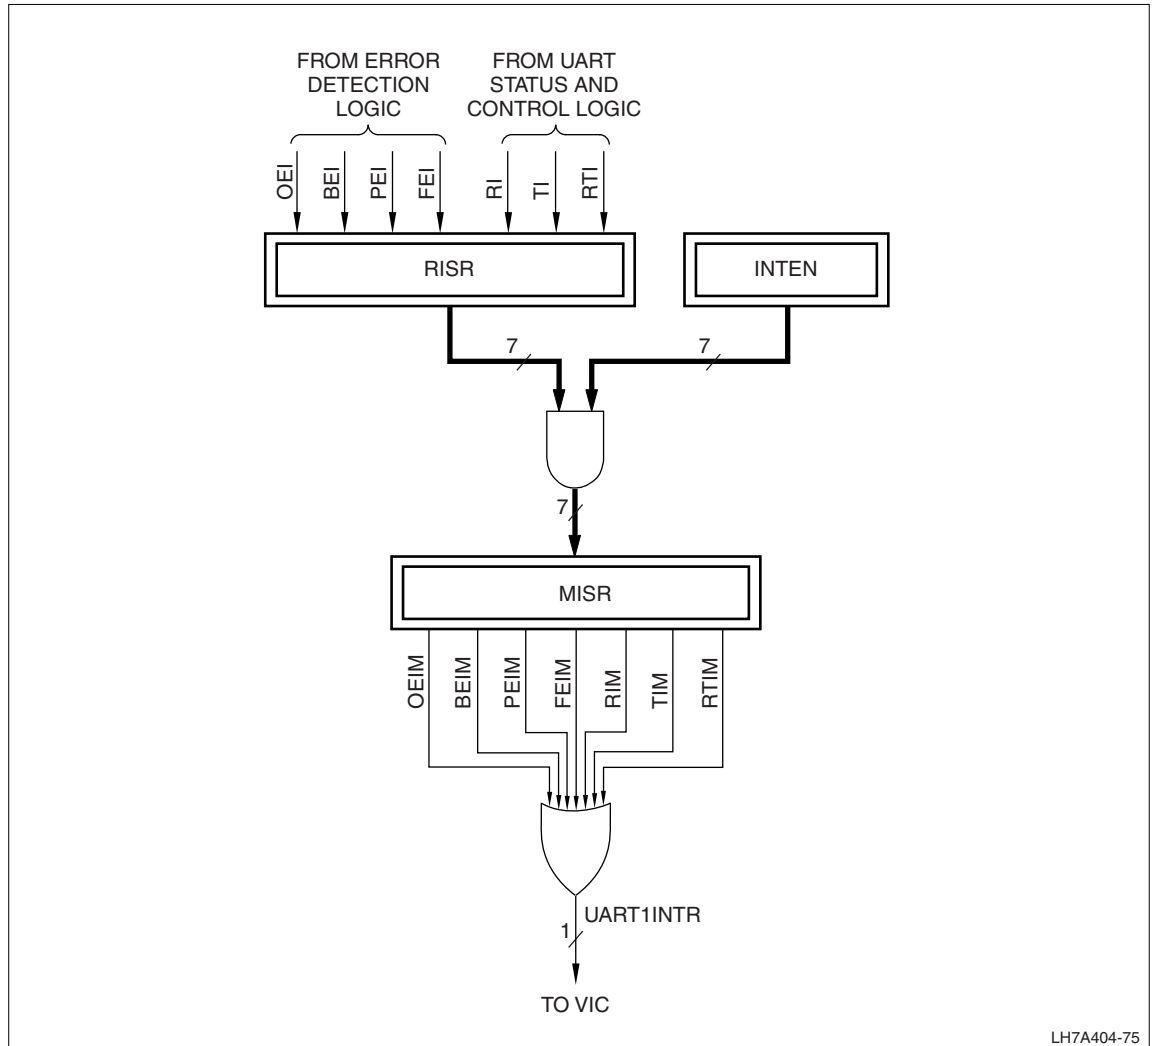 FROM ERROR
DETECTION
LOGIC
FROM UART
STATUS AND
CONTROL LOGIC
OEI
BEI
PEI
FEI
RI
TI
RTI
RISR
INTEN
7
7
7
MISR
OEIM
BEIM
PEIM
FEIM
RIM
TIM
RTIM
UART1INTR
1
TO VIC
LH7A404-75